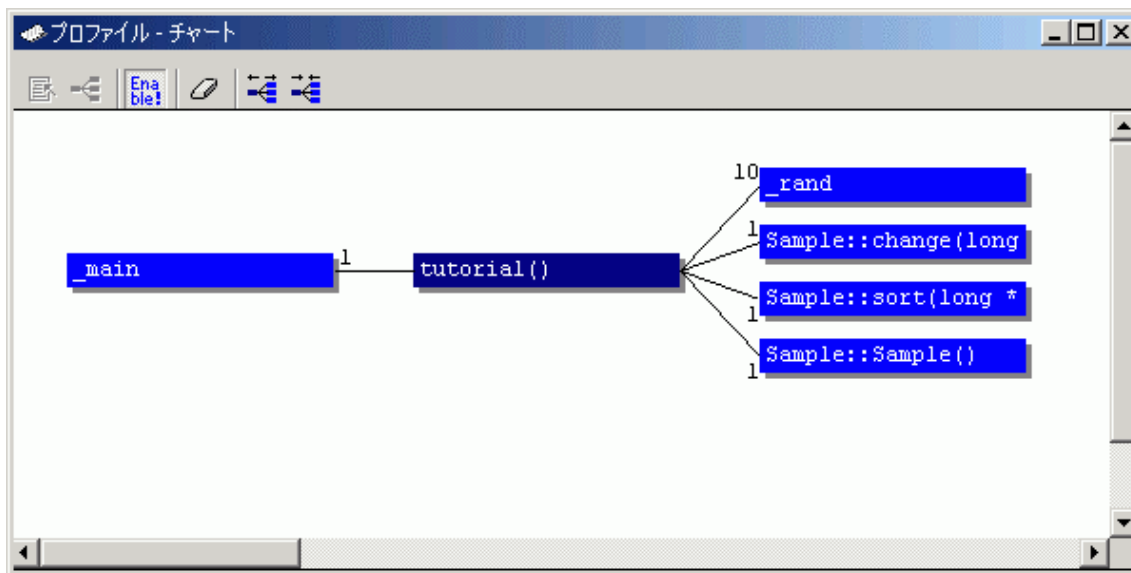 プロファイル - チャート
Ena
ble!
10
_rand
1
Sample::change(long
_main
1
tutorial()
Sample::sort(long *
1
Sample::Sample()
1